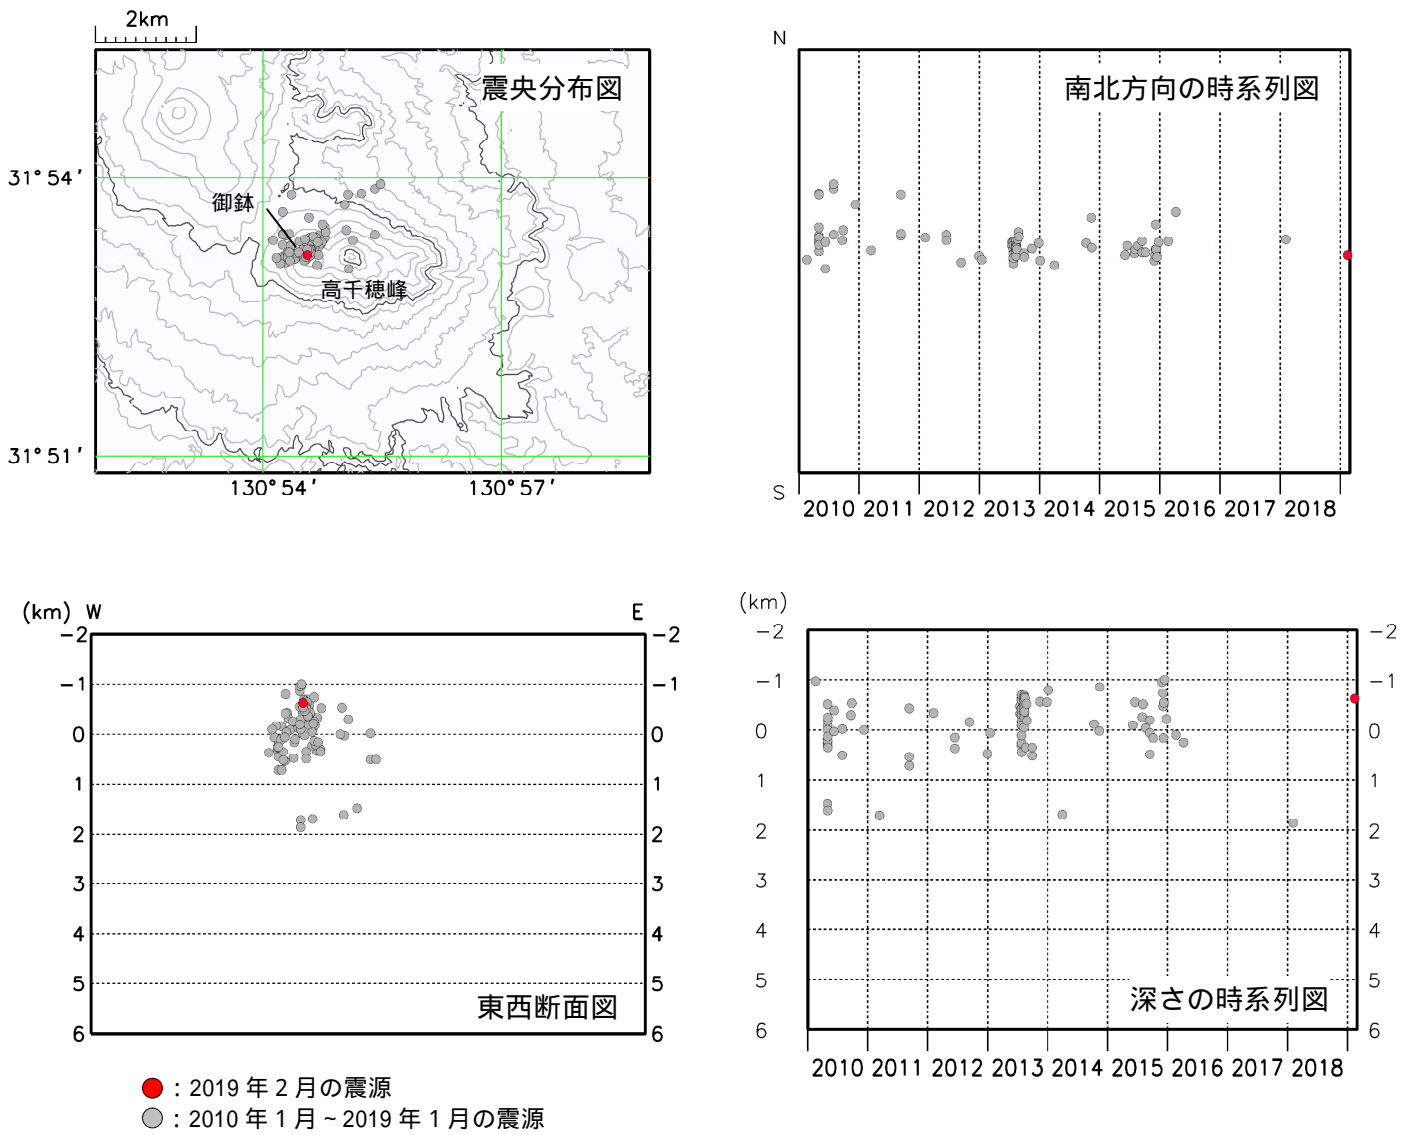 2km
震央分布図
31°54′
御鉢
高千穂峰
31°51′
130°54′ 130°57′
N
南北方向の時系列図
S
2010 2011 2012 2013 2014 2015 2016 2017 2018
(km) W E
-2 -2
-1 -1
0 0
1 1
2 2
3 3
4 4
5 5
東西断面図
6 6
(km)
-2 -2
-1 -1
0 0
1 1
2 2
3 3
4 4
5 5
深さの時系列図
6 6
2010 2011 2012 2013 2014 2015 2016 2017 2018
：2019 年 2 月の震源
：2010 年 1 月 ~ 2019 年 1 月の震源